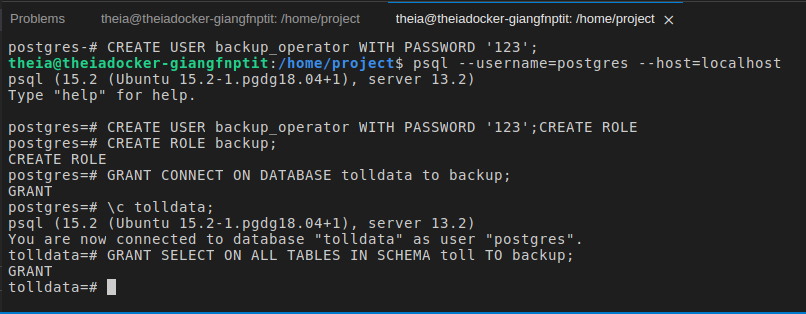 Problems theia@theiadocker-giangfnptit: /home/project theia@theiadocker-giangfnptit: /home/project ×
postgres-# CREATE USER backup_operator WITH PASSWORD '123';
theia@theiadocker-giangfnptit:/home/project$ psql --username=postgres --host=localhost
psql (15.2 (Ubuntu 15.2-1.pgdg18.04+1), server 13.2)
Type "help" for help.
postgres=# CREATE USER backup_operator WITH PASSWORD '123';CREATE ROLE
postgres=# CREATE ROLE backup;
CREATE ROLE
postgres=# GRANT CONNECT ON DATABASE tolldata to backup;
GRANT
postgres=# \c tolldata;
psql (15.2 (Ubuntu 15.2-1.pgdg18.04+1), server 13.2)
You are now connected to database "tolldata" as user "postgres".
tolldata=# GRANT SELECT ON ALL TABLES IN SCHEMA toll TO backup;
GRANT
tolldata=#